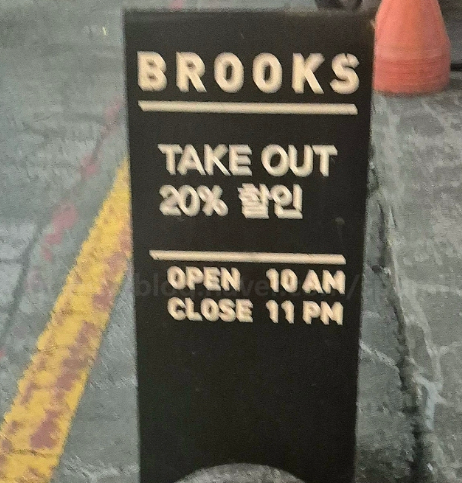 BROOKS
TAKE OUT
20% 할인
OPEN 10 AM
CLOSE 11 PM